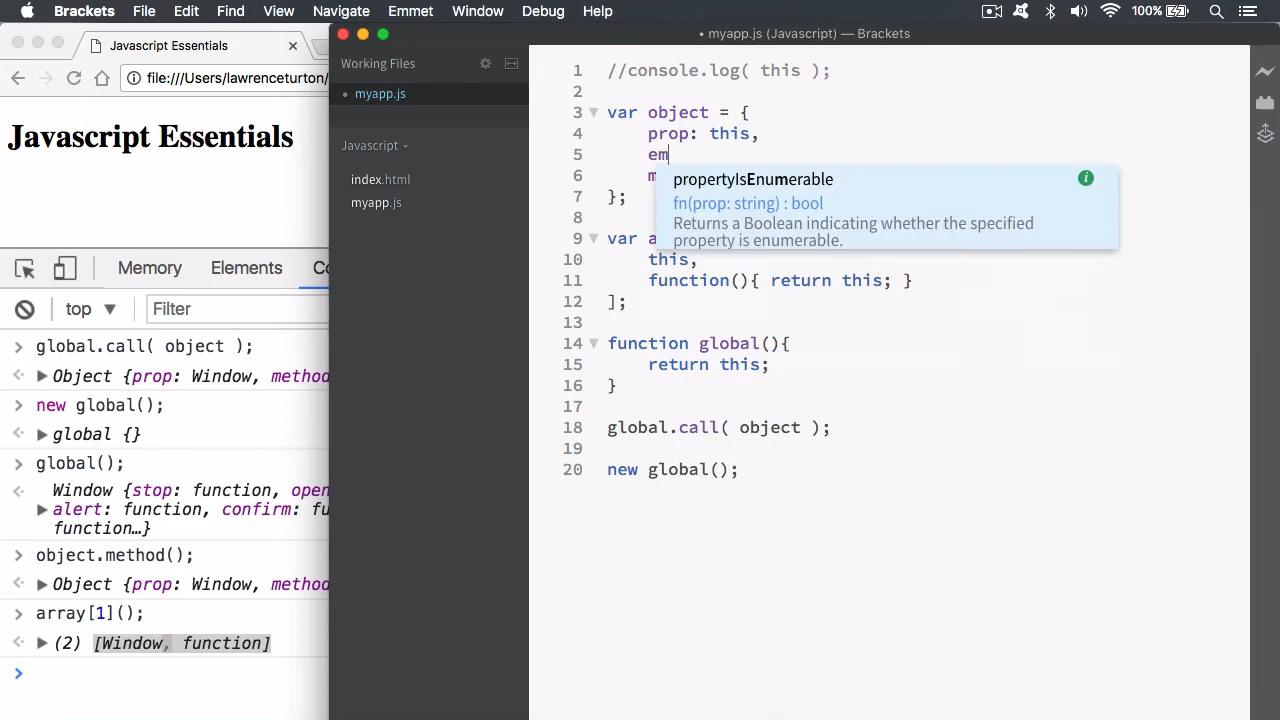 Brackets File Edit Find View Navigate Emmet Window Debug Help 100%
Javascript Essentials
file:///Users/lawrenceturton/
Javascript Essentials
Memory Elements Co
top Filter
global.call( object );
Object {prop: Window, method
new global();
global {}
global();
Window {stop: function, open
alert: function, confirm: fu
function…}
object.method();
Object {prop: Window, method
array[1]();
(2) [Window, function]
• myapp.js (Javascript) — Brackets
Working Files
• myapp.js
Javascript
index.html
myapp.js
1 //console.log( this );
2
3 var object = {
4 prop: this,
5 em
6 m
7 };
8
9 var a
10 this,
11 function(){ return this; }
12 ];
13
14 function global(){
15 return this;
16 }
17
18 global.call( object );
19
20 new global();
propertyIsEnumerable
fn(prop: string) : bool
Returns a Boolean indicating whether the specified
property is enumerable.